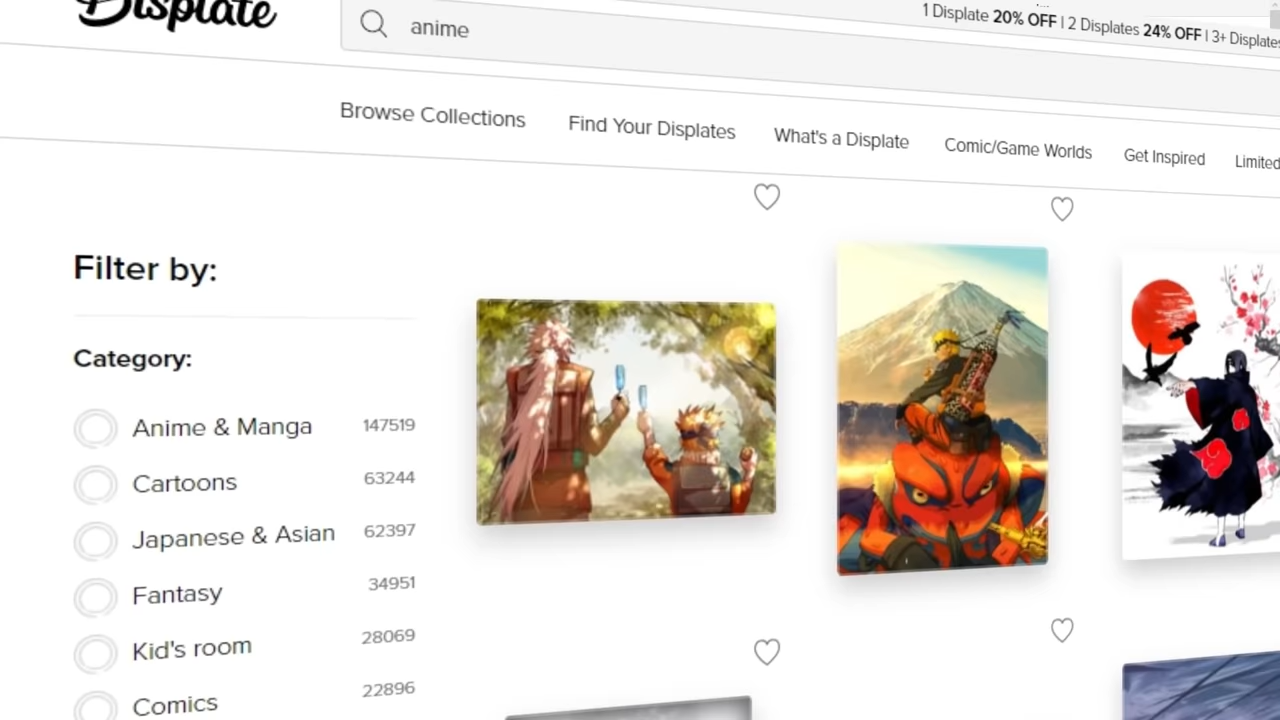 Displate
anime
1 Displate 20% OFF | 2 Displates 24% OFF | 3+ Displates
Browse Collections
Find Your Displates
What's a Displate
Comic/Game Worlds
Get Inspired
Limited
Filter by:
Category:
Anime & Manga 147519
Cartoons 63244
Japanese & Asian 62397
Fantasy 34951
Kid's room 28069
Comics 22896